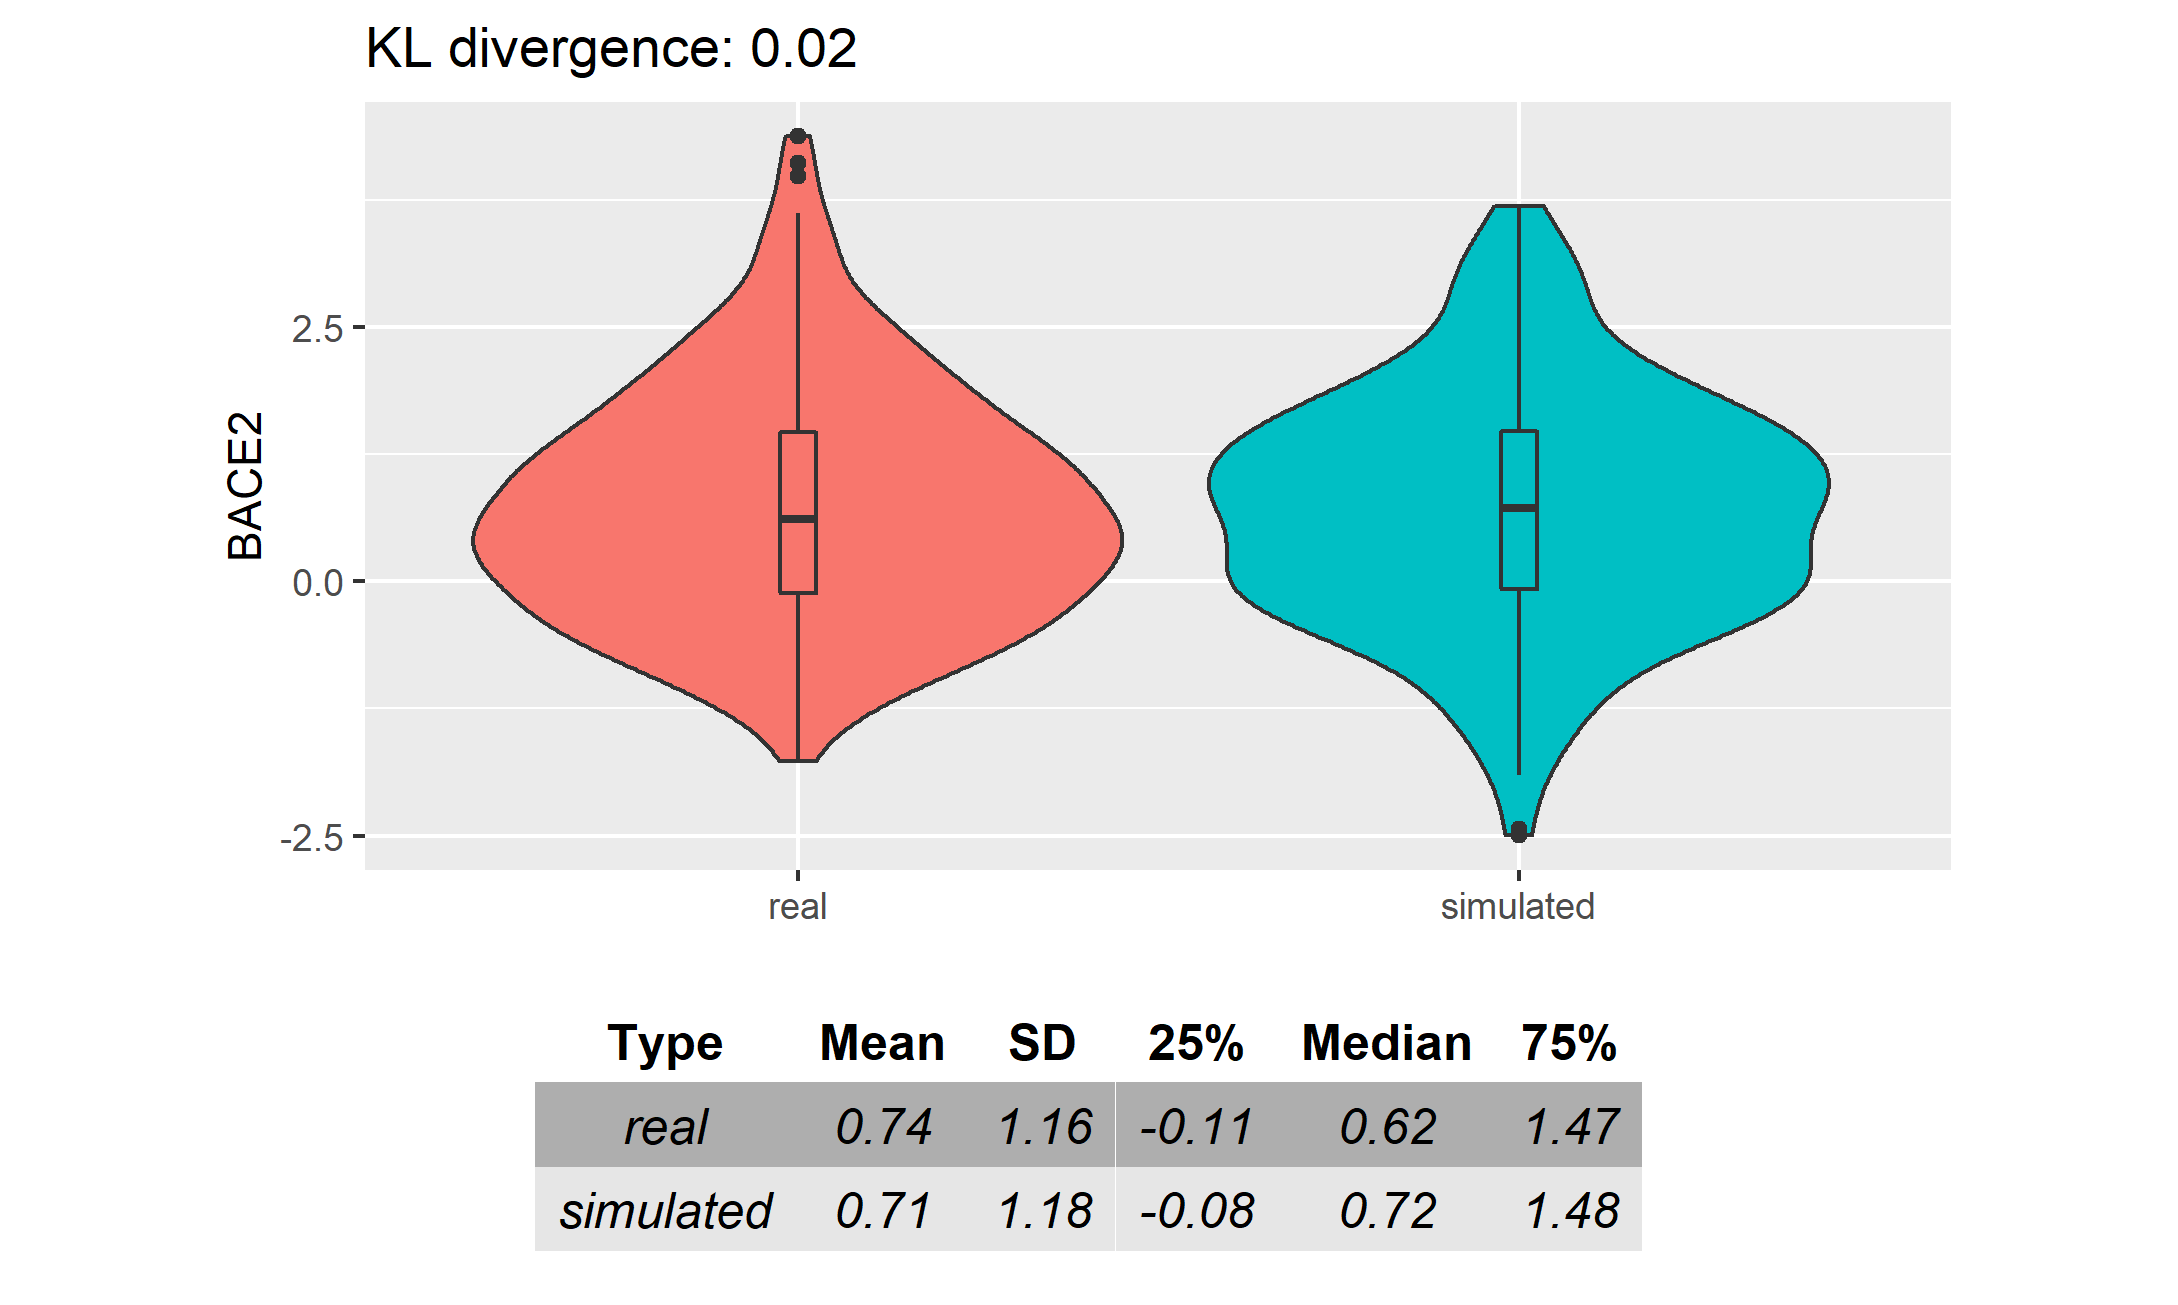 KL divergence: 0.02
BACE2
2.5
0.0
-2.5
real simulated
Type Mean SD 25% Median 75%
real 0.74 1.16 -0.11 0.62 1.47
simulated 0.71 1.18 -0.08 0.72 1.48